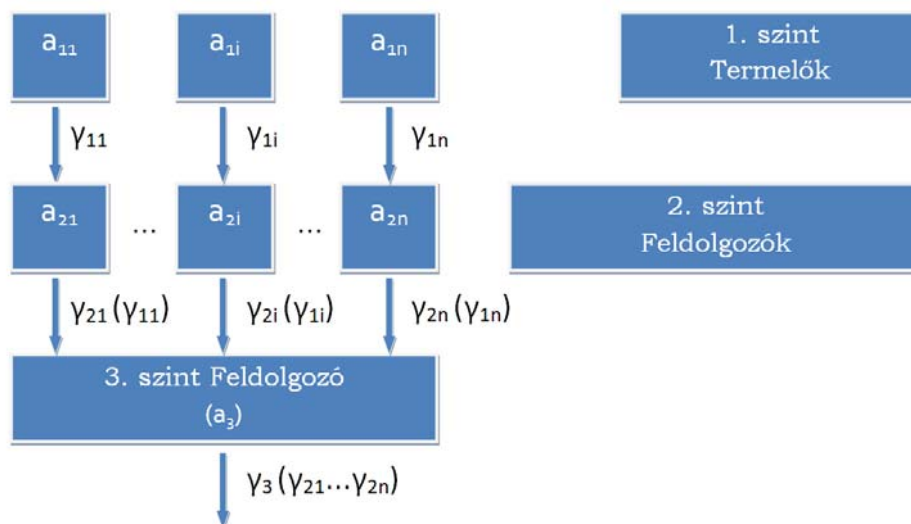 a₁₁ a₁ᵢ a₁ₙ 1. szint
Termelők
γ₁₁ γ₁ᵢ γ₁ₙ
a₂₁ ... a₂ᵢ ... a₂ₙ 2. szint
Feldolgozók
γ₂₁ (γ₁₁) γ₂ᵢ (γ₁ᵢ) γ₂ₙ (γ₁ₙ)
3. szint Feldolgozó
(a₃)
γ₃ (γ₂₁...γ₂ₙ)